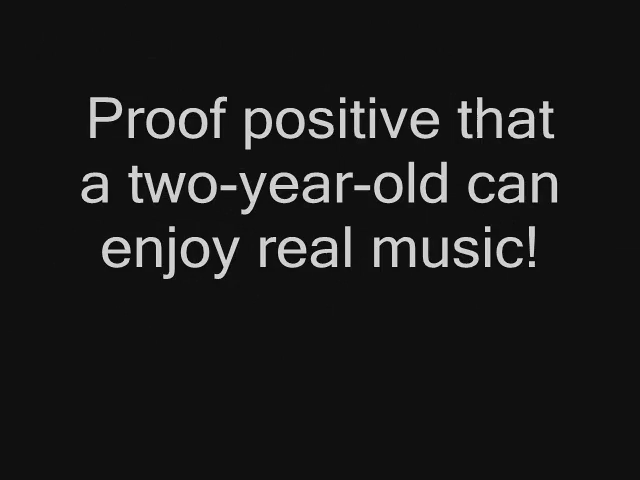 Proof positive that
a two-year-old can
enjoy real music!